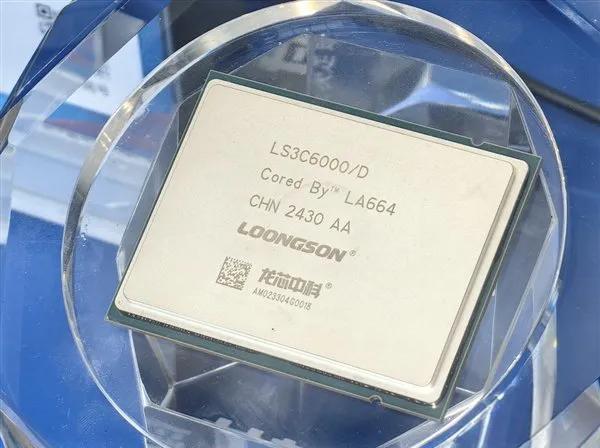 LS3C6000/D
Cored By™ LA664
CHN 2430 AA
LOONGSON®
龙芯中科®
AM02330460018